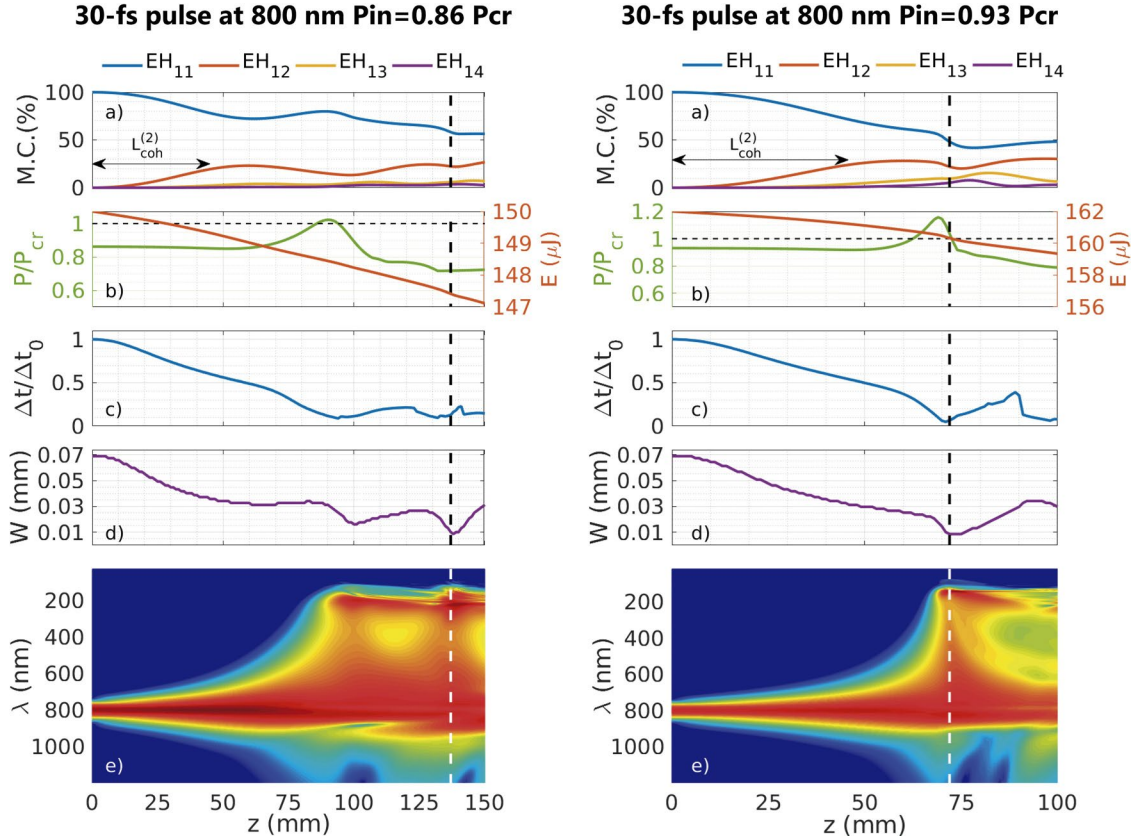 30-fs pulse at 800 nm Pin=0.86 Pcr
EH11 EH12 EH13 EH14
100
50
0
M.C.(%)
a)
L(2)coh
1
0.8
0.6
P/Pcr
b)
150
149
148
147
E (μJ)
1
0.5
0
Δt/Δt0
c)
0.07
0.05
0.03
0.01
W (mm)
d)
200
400
600
800
1000
λ (nm)
e)
0 25 50 75 100 125 150
z (mm)
30-fs pulse at 800 nm Pin=0.93 Pcr
EH11 EH12 EH13 EH14
100
50
0
M.C.(%)
a)
L(2)coh
1.2
1
0.8
0.6
P/Pcr
b)
162
160
158
156
E (μJ)
1
0.5
0
Δt/Δt0
c)
0.07
0.05
0.03
0.01
W (mm)
d)
200
400
600
800
1000
λ (nm)
e)
0 25 50 75 100
z (mm)